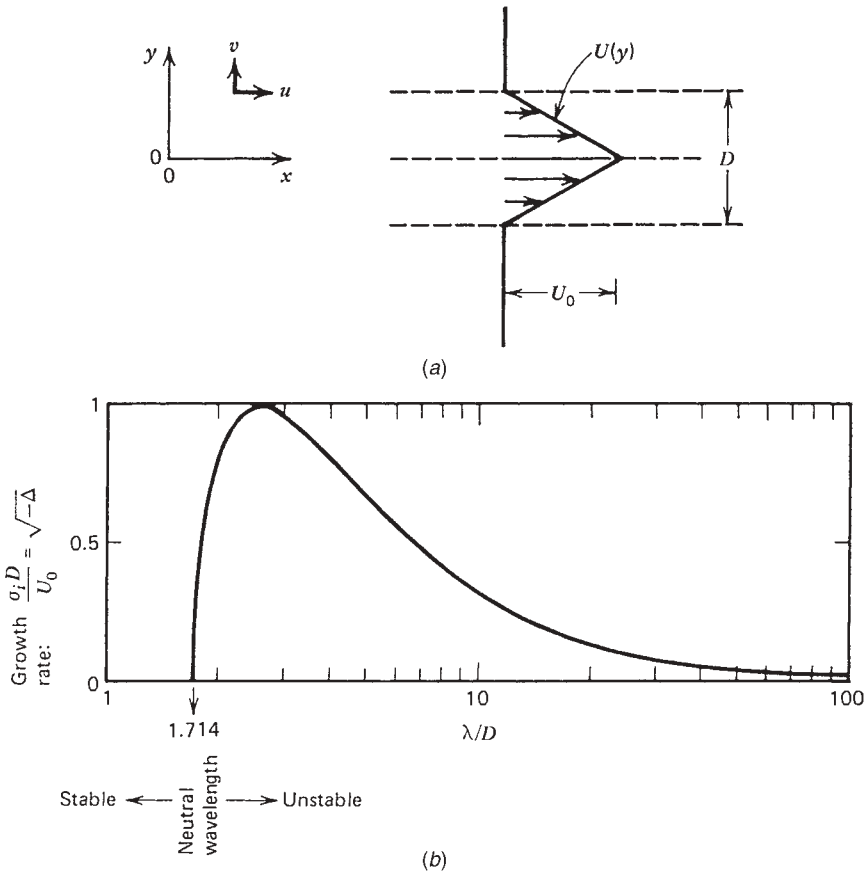 y
v
u
0
0
x
U(y)
D
U₀
(a)
Growth rate: σᵢD/U₀ = √−Δ
1
0.5
0
1
10
100
1.714
λ/D
Stable
Neutral wavelength
Unstable
(b)